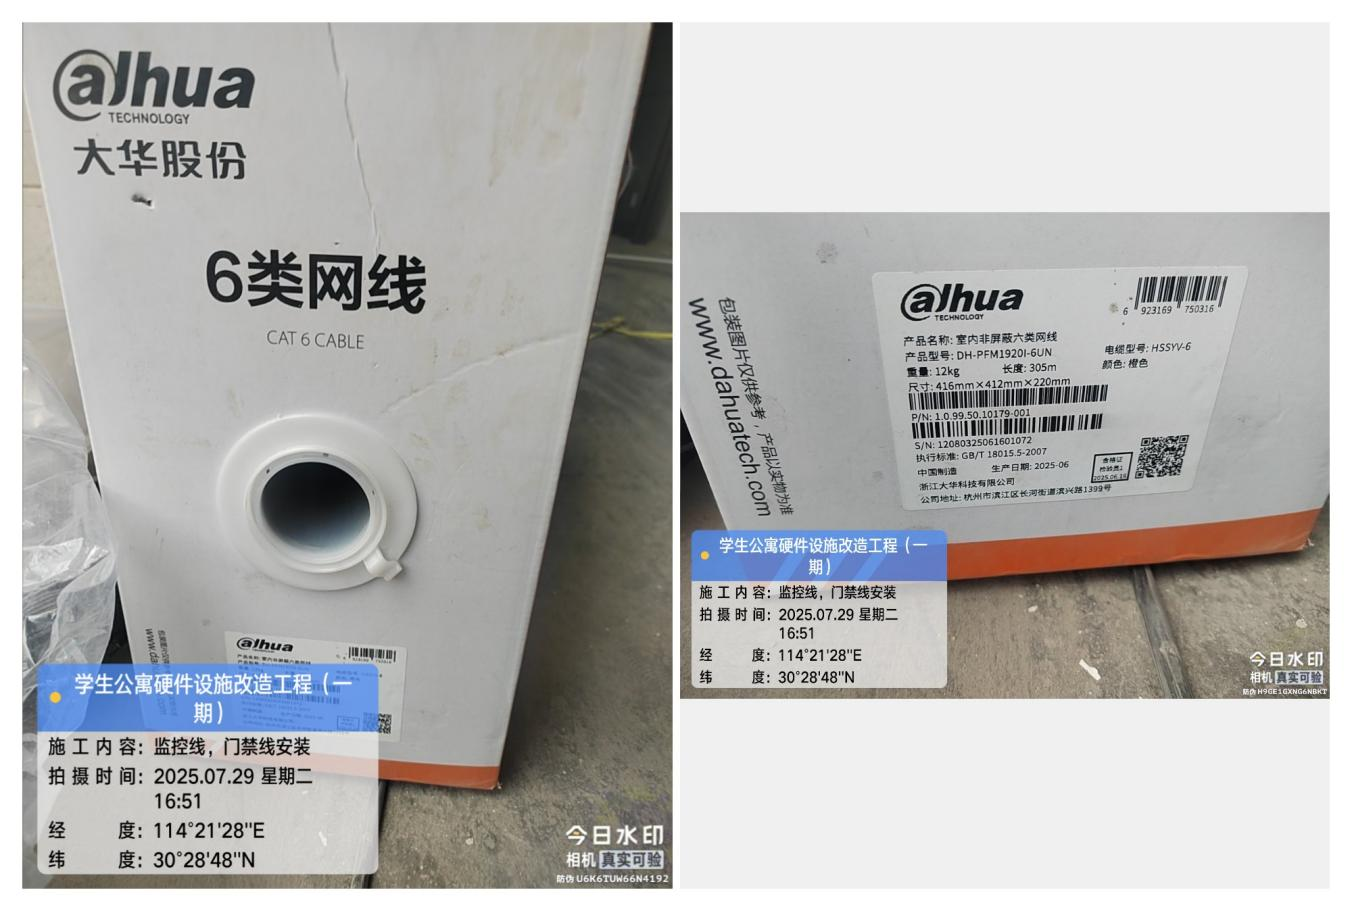 alhua
TECHNOLOGY
大华股份
6类网线
CAT 6 CABLE
alhua
学生公寓硬件设施改造工程（一
期）
施工内容：监控线，门禁线安装
拍摄时间：2025.07.29 星期二
16:51
经度：114°21'28"E
纬度：30°28'48"N
今日水印
相机 真实可验
防伪 U6K6TUW66N4192
包装图片仅供参考，产品以实物为准
www.dahuatech.com
alhua
TECHNOLOGY
6 923169 750316
产品名称: 室内非屏蔽六类网线
产品型号: DH-PFM1920I-6UN
电缆型号: HSSYV-6
重量: 12kg 长度: 305m
颜色: 橙色
尺寸: 416mm×412mm×220mm
P/N: 1.0.99.50.10179-001
S/N: 12080325061601072
执行标准: GB/T 18015.5-2007
中国制造 生产日期: 2025-06
合格证
检验员1
2025.06.16
浙江大华科技有限公司
公司地址: 杭州市滨江区长河街道滨兴路1399号
学生公寓硬件设施改造工程（一
期）
施工内容：监控线，门禁线安装
拍摄时间：2025.07.29 星期二
16:51
经度：114°21'28"E
纬度：30°28'48"N
今日水印
相机 真实可验
防伪 H9GE1GXNG6NBKT